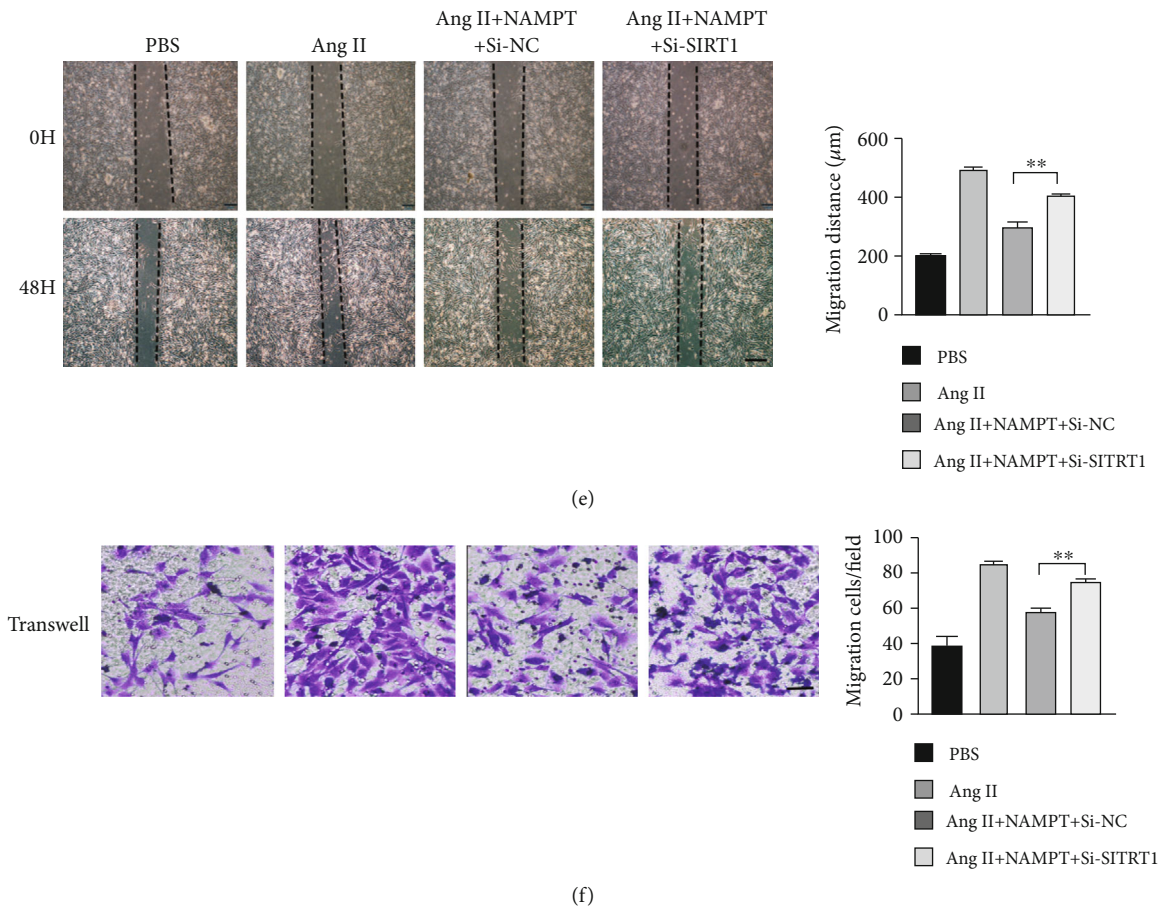 PBS
Ang II
Ang II+NAMPT
+Si-NC
Ang II+NAMPT
+Si-SIRT1
0H
48H
Migration distance (μm)
600
400
200
0
**
PBS
Ang II
Ang II+NAMPT+Si-NC
Ang II+NAMPT+Si-SITRT1
(e)
Transwell
Migration cells/field
100
80
60
40
20
0
**
PBS
Ang II
Ang II+NAMPT+Si-NC
Ang II+NAMPT+Si-SITRT1
(f)